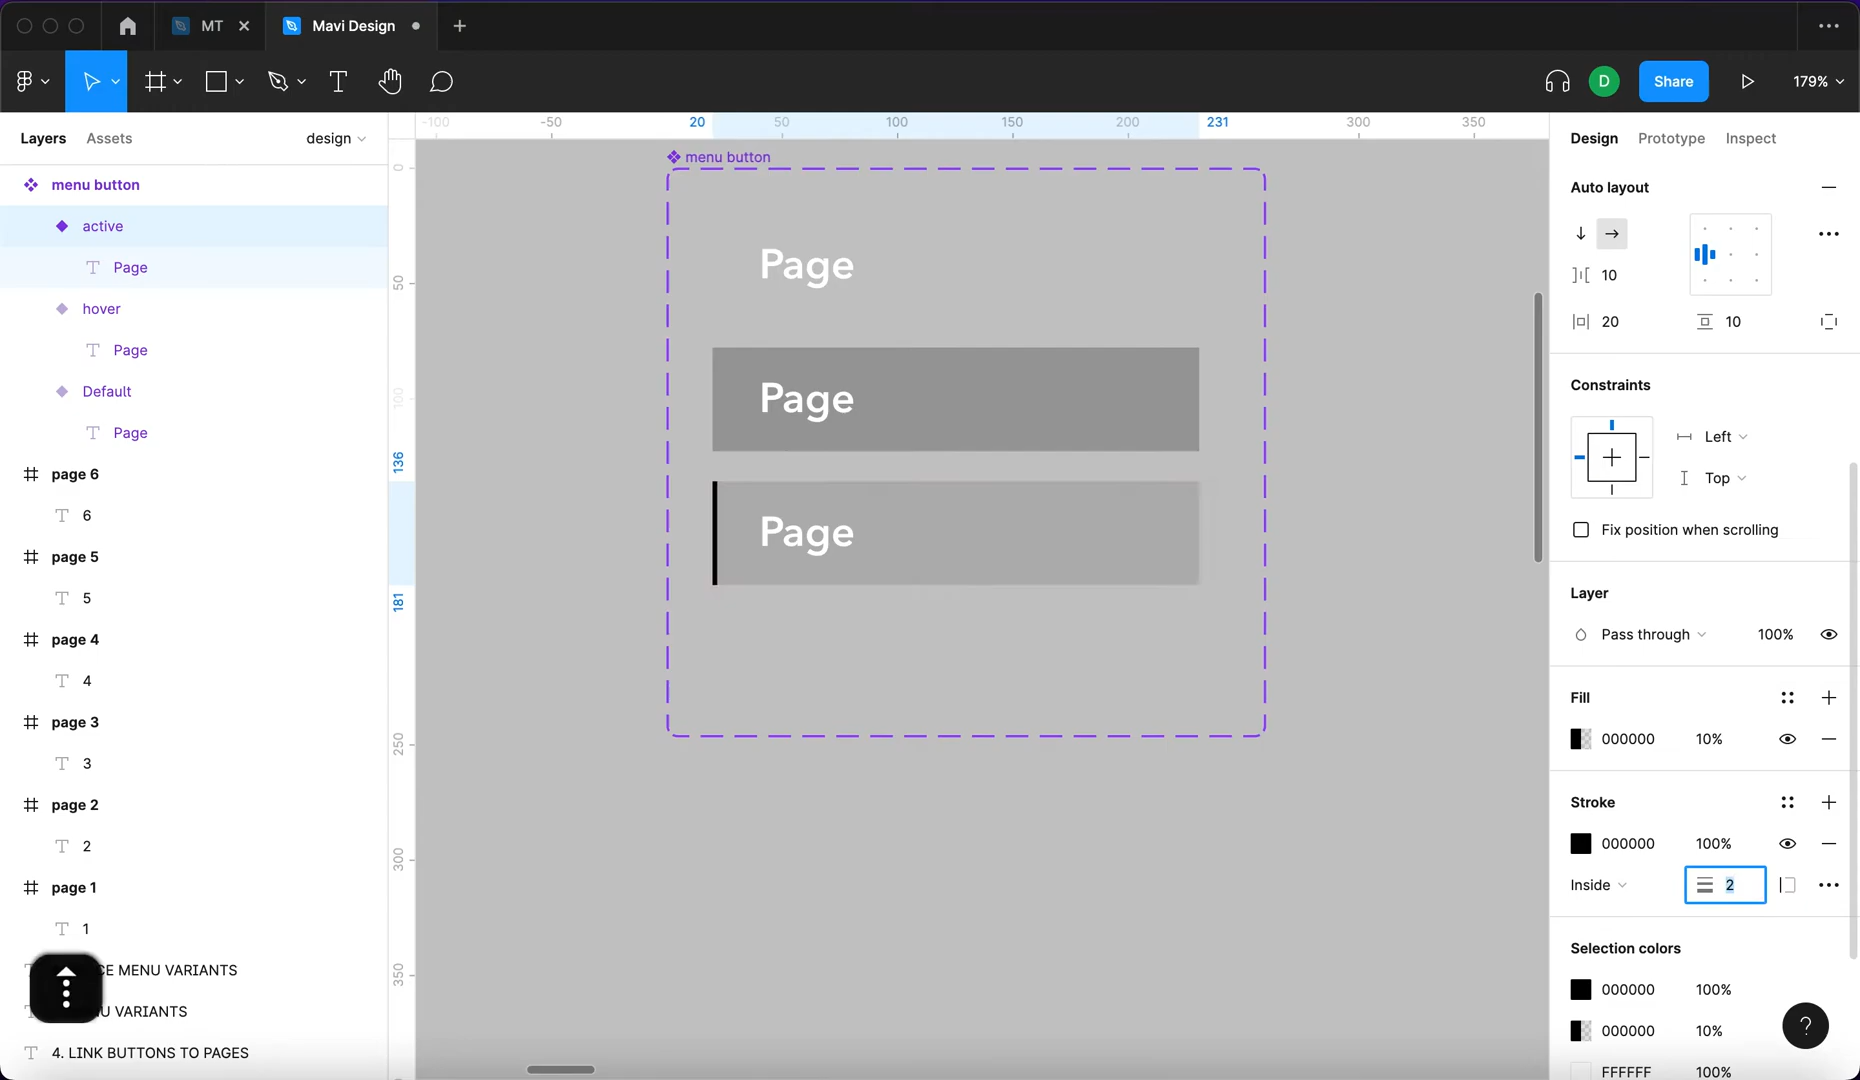 MT
Mavi Design
D
Share
179%
Layers
Assets
design
menu button
active
Page
hover
Page
Default
Page
page 6
6
page 5
5
page 4
4
page 3
3
page 2
2
page 1
1
CE MENU VARIANTS
U VARIANTS
4. LINK BUTTONS TO PAGES
-100
-50
20
50
100
150
200
231
300
350
0
50
100
136
181
250
300
350
menu button
Page
Page
Page
Design
Prototype
Inspect
Auto layout
10
20
10
Constraints
Left
Top
Fix position when scrolling
Layer
Pass through
100%
Fill
000000
10%
Stroke
000000
100%
Inside
2
Selection colors
000000
100%
000000
10%
FFFFFF
100%
?